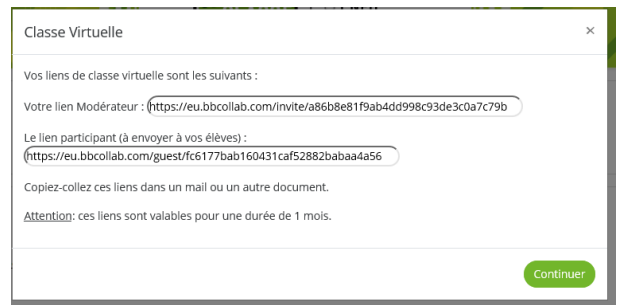 Classe Virtuelle ×
Vos liens de classe virtuelle sont les suivants :
Votre lien Modérateur : https://eu.bbcollab.com/invite/a86b8e81f9ab4dd998c93de3c0a7c79b
Le lien participant (à envoyer à vos élèves) :
https://eu.bbcollab.com/guest/fc6177bab160431caf52882babaa4a56
Copiez-collez ces liens dans un mail ou un autre document.
Attention: ces liens sont valables pour une durée de 1 mois.
Continuer